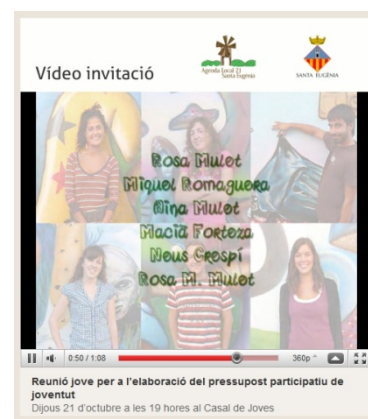 Vídeo invitació
Agenda Local 21
Santa Eugènia
SANTA EUGÈNIA
Rosa Mulet
Miquel Romaguera
Nina Mulet
Macià Forteza
Neus Crespí
Rosa M. Mulet
0:50 / 1:08
360p
Reunió jove per a l'elaboració del pressupost participatiu de
joventut
Dijous 21 d'octubre a les 19 hores al Casal de Joves